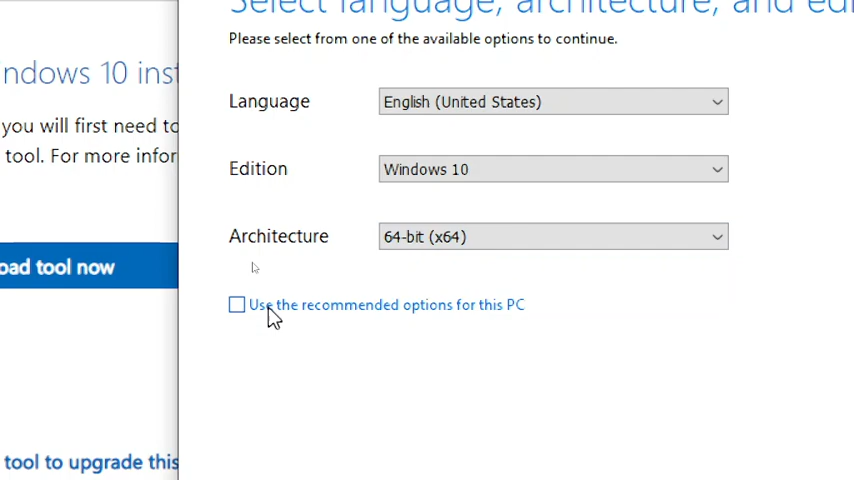 Select language, architecture, and edi
Please select from one of the available options to continue.
ndows 10 inst
Language
English (United States)
you will first need to
tool. For more infor
Edition
Windows 10
Architecture
64-bit (x64)
oad tool now
Use the recommended options for this PC
tool to upgrade this